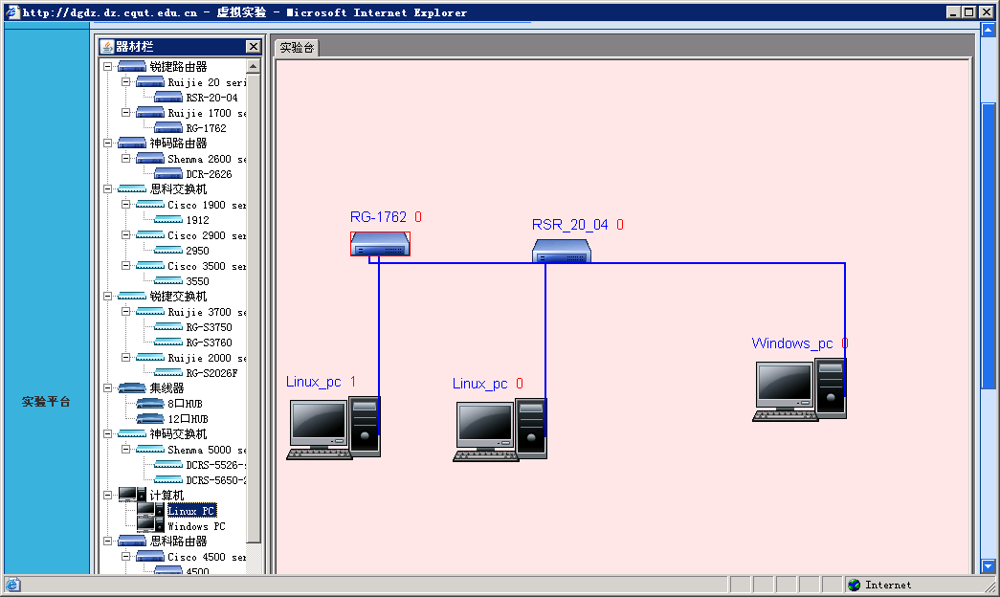 http://dgdz.dz.cqut.edu.cn - 虚拟实验 - Microsoft Internet Explorer
实验平台
器材栏
锐捷路由器
Ruijie 20 seri
RSR-20-04
Ruijie 1700 se
RG-1762
神码路由器
Shenma 2600 se
DCR-2626
思科交换机
Cisco 1900 ser
1912
Cisco 2900 ser
2950
Cisco 3500 ser
3550
锐捷交换机
Ruijie 3700 se
RG-S3750
RG-S3760
Ruijie 2000 se
RG-S2026F
集线器
8口HUB
12口HUB
神码交换机
Shenma 5000 se
DCRS-5526-
DCRS-5650-2
计算机
Linux PC
Windows PC
思科路由器
Cisco 4500 ser
4500
实验台
RG-1762 0
RSR_20_04 0
Windows_pc 0
Linux_pc 1
Linux_pc 0
Internet